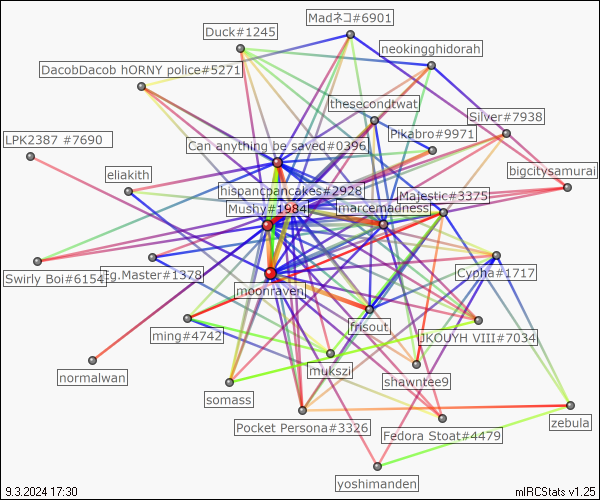 Madネコ#6901
Duck#1245
neokingghidorah
DacobDacob hORNY police#5271
thesecondtwat
Silver#7938
Pikabro#9971
LPK2387 #7690
Can anything be saved#0396
bigcitysamurai
eliakith
hispancpancakes#2928
Majestic#3375
Mushy#1984
marcemadness
Swirly Boi#6154
Fg.Master#1378
Cypha#1717
moonraven
frisout
ming#4742
JKOUYH VIII#7034
normalwan
mukszi
shawntee9
somass
Pocket Persona#3326
Fedora Stoat#4479
zebula
yoshimanden
9.3.2024 17:30
mIRCStats v1.25